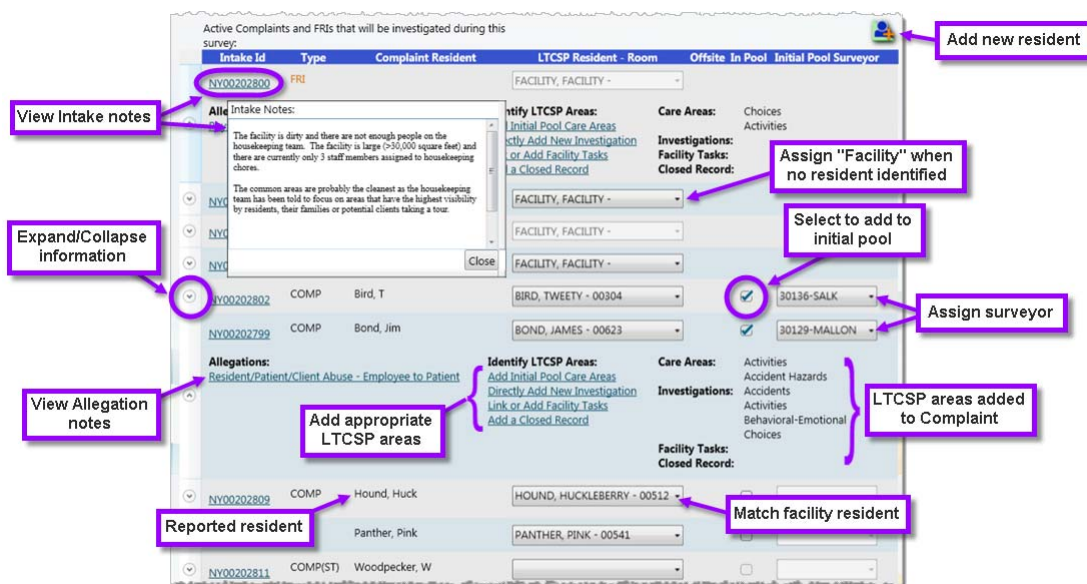 Active Complaints and FRIs that will be investigated during this
survey:
Add new resident
Intake Id Type Complaint Resident LTCSP Resident - Room Offsite In Pool Initial Pool Surveyor
NY00202800 FRI FACILITY, FACILITY -
View Intake notes
Alle
Intake Notes:
The facility is dirty and there are not enough people on the
housekeeping team. The facility is large (>30,000 square feet) and
there are currently only 3 staff members assigned to housekeeping
chores.
The common areas are probably the cleanest as the housekeeping
team has been told to focus on areas that have the highest visibility
by residents, their families or potential clients taking a tour.
Close
ntify LTCSP Areas: Care Areas: Choices
Initial Pool Care Areas Activities
ctly Add New Investigation Investigations:
or Add Facility Tasks Facility Tasks:
a Closed Record Closed Record:
Assign "Facility" when
no resident identified
NY0 FACILITY, FACILITY -
Select to add to
initial pool
NY0 FACILITY, FACILITY -
Expand/Collapse
information
NY0 FACILITY, FACILITY -
NY00202802 COMP Bird, T BIRD, TWEETY - 00304 30136-SALK
Assign surveyor
NY00202799 COMP Bond, Jim BOND, JAMES - 00623 30129-MALLON
Allegations: Identify LTCSP Areas: Care Areas: Activities
Resident/Patient/Client Abuse - Employee to Patient Add Initial Pool Care Areas Accident Hazards
Directly Add New Investigation Investigations: Accidents
Link or Add Facility Tasks Activities
Add a Closed Record Behavioral-Emotional
Choices
Facility Tasks:
Closed Record:
View Allegation
notes
Add appropriate
LTCSP areas
LTCSP areas added
to Complaint
NY00202809 COMP Hound, Huck HOUND, HUCKLEBERRY - 00512
Reported resident
Match facility resident
Panther, Pink PANTHER, PINK - 00541
NY00202811 COMP(ST) Woodpecker, W